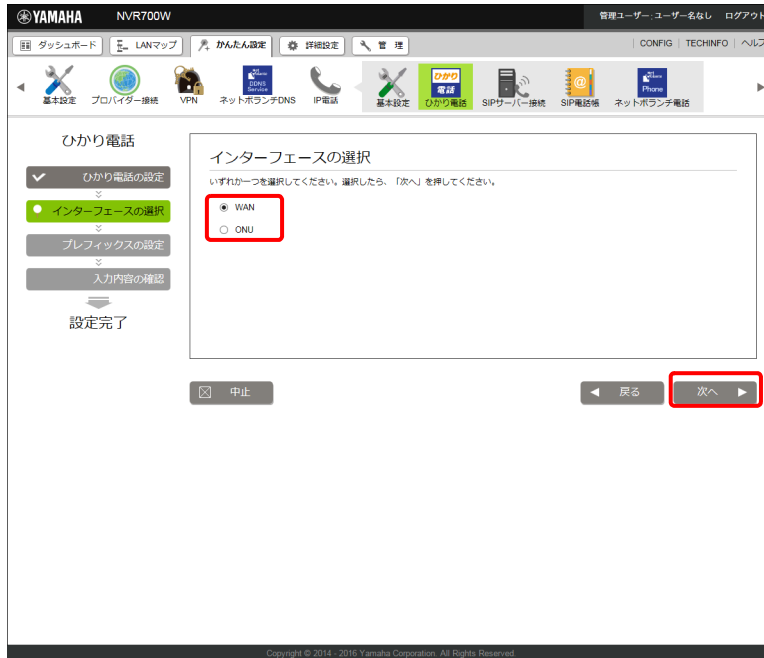 YAMAHA NVR700W 管理ユーザー:ユーザー名なし ログアウト
ダッシュボード LANマップ かんたん設定 詳細設定 管 理 CONFIG | TECHINFO | ヘルプ
基本設定 プロバイダー接続 VPN DDNS Service ネットボランチDNS IP電話 基本設定 ひかり 電話 ひかり電話 SIPサーバー接続 @ SIP電話帳 Phone ネットボランチ電話
ひかり電話
ひかり電話の設定
インターフェースの選択
プレフィックスの設定
入力内容の確認
設定完了
インターフェースの選択
いずれか一つを選択してください。選択したら、「次へ」を押してください。
WAN
ONU
中止 戻る 次へ
Copyright © 2014 - 2016 Yamaha Corporation. All Rights Reserved.